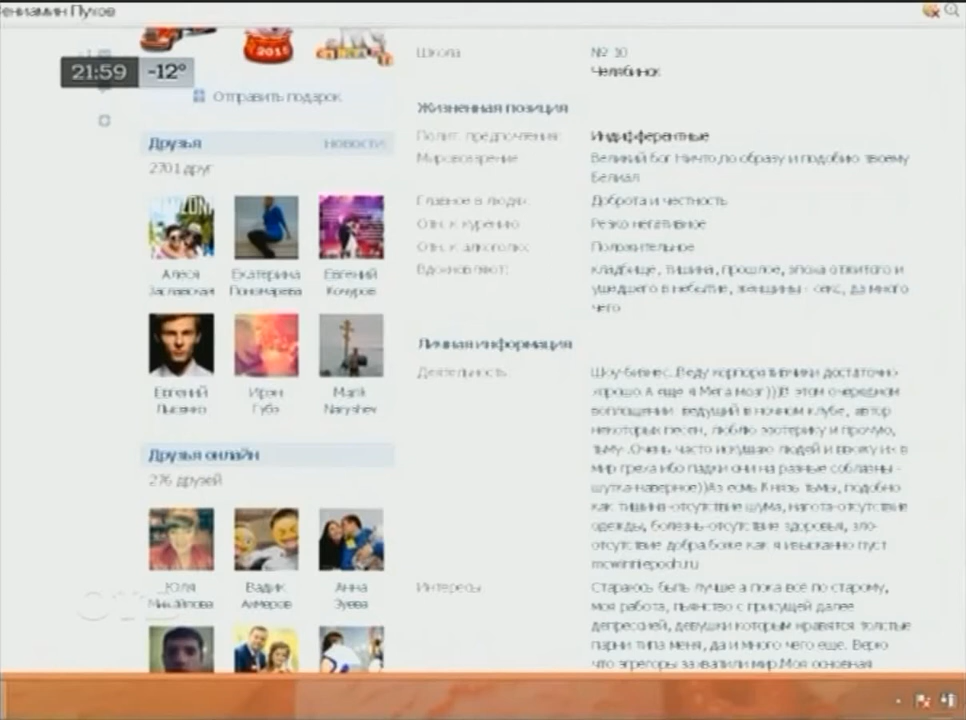 Вениамин Пухов
21:59 -12°
2015
Отправить подарок
Друзья новости
2701 друг
Алеся
Заславская
Екатерина
Пономарева
Евгений
Кочуров
Евгений
Лысенко
Ирэн
Губэ
Marik
Naryshev
Друзья онлайн
276 друзей
Юля
Михайлова
Вадик
Ахмеров
Анна
Зуева
Школа № 10
Челябинск
Жизненная позиция
Полит. предпочтения: Индифферентные
Мировоззрение Великий Бог Ничто,по образу и подобию твоему
Белиал
Главное в людях: Доброта и честность
Отн. к курению: Резко негативное
Отн. к алкоголю: Положительное
Вдохновляют: кладбище, тишина, прошлое, эпоха отжитого и
ушедшего в небытие, женщины - секс, да много
чего
Личная информация
Деятельность: Шоу-бизнес..Веду корпоративчики достаточно
хорошо.А еще я Мега мозг)))В этом очередном
воплощении ведущий в ночном клубе, автор
некоторых песен, люблю эзотерику и прочую,
тьму .Очень часто искушаю людей и ввожу их в
мир греха ибо падки они на разные соблазны -
шутка-наверное))Аз есмь Князь тьмы, подобно
как тишина-отсутствие шума, нагота-отсутствие
одежды, болезнь-отсутствие здоровья, зло-
отсутствие добра.боже как я изысканно пуст
mcwinniepooh.ru
Интересы: Стараюсь быть лучше а пока все по старому,
моя работа, пьянство с присущей далее
депрессией, девушки которым нравятся толстые
парни типа меня, да и много чего еще. Верю
что эгрегоры захватили мир.Моя основная